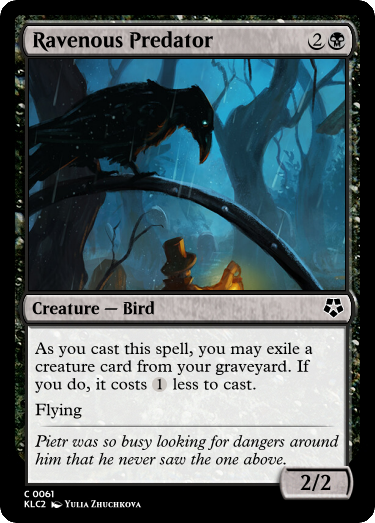 Ravenous Predator 2
Creature — Bird
As you cast this spell, you may exile a
creature card from your graveyard. If
you do, it costs 1 less to cast.
Flying
Pietr was so busy looking for dangers around
him that he never saw the one above.
2/2
C 0061
KLC2 Yulia Zhuchkova